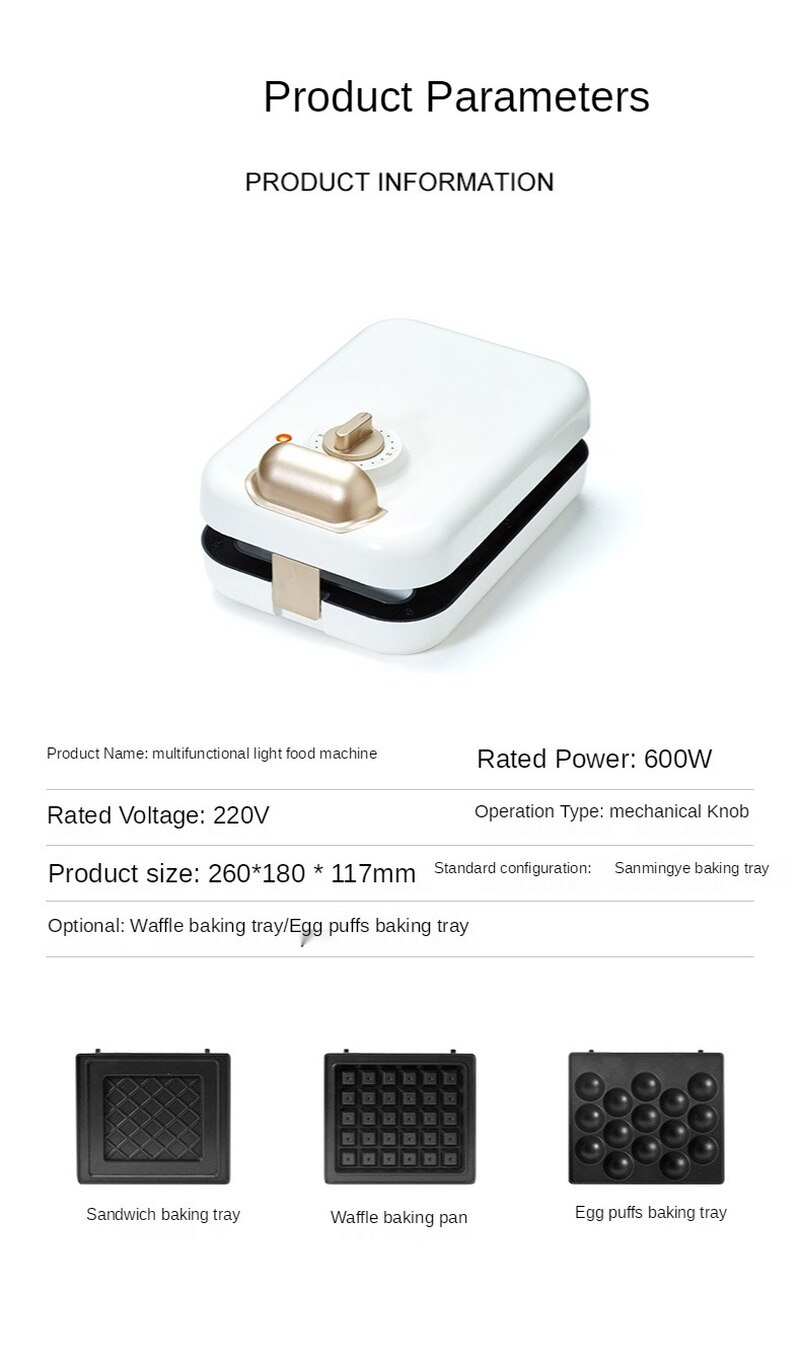 Product Parameters
PRODUCT INFORMATION
Product Name: multifunctional light food machine
Rated Power: 600W
Rated Voltage: 220V
Operation Type: mechanical Knob
Product size: 260*180 * 117mm
Standard configuration: Sanmingye baking tray
Optional: Waffle baking tray/Egg puffs baking tray
Sandwich baking tray
Waffle baking pan
Egg puffs baking tray